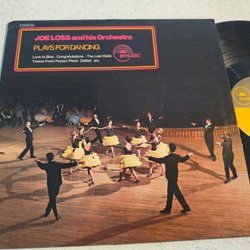 JOE LOSS and his Orchestra
PLAYS FOR DANCING
emidisc
Love is Blue · Congratulations · The Last Waltz
Theme From Peyton Place · Delilah · etc.